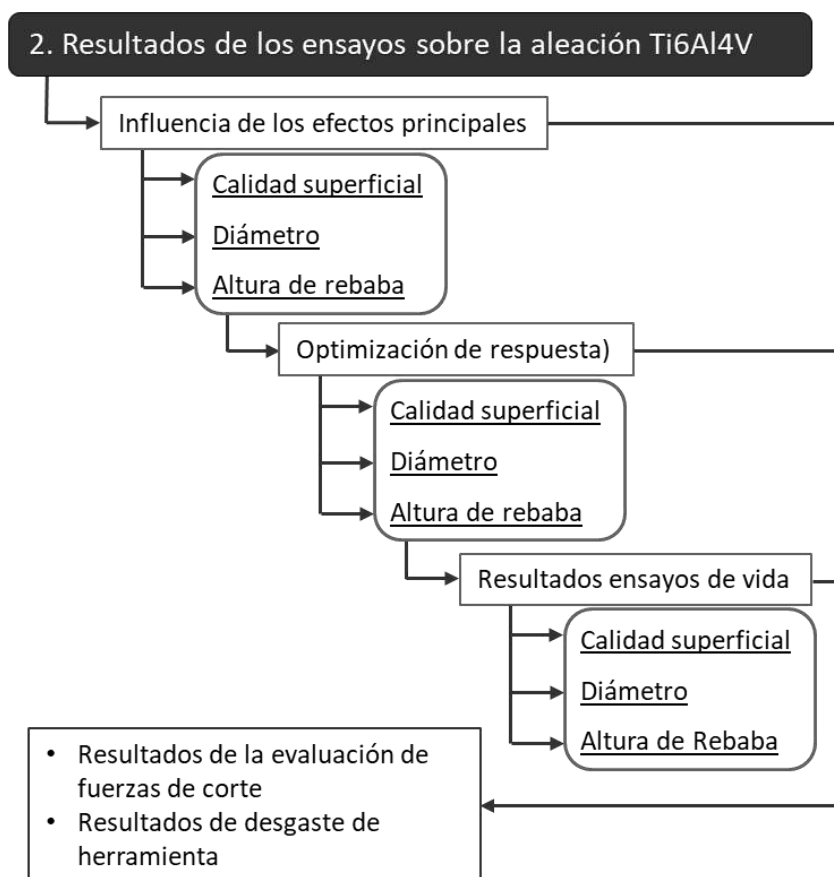 2. Resultados de los ensayos sobre la aleación Ti6Al4V
Influencia de los efectos principales
Calidad superficial
Diámetro
Altura de rebaba
Optimización de respuesta)
Calidad superficial
Diámetro
Altura de rebaba
Resultados ensayos de vida
Calidad superficial
Diámetro
Altura de Rebaba
• Resultados de la evaluación de
fuerzas de corte
• Resultados de desgaste de
herramienta